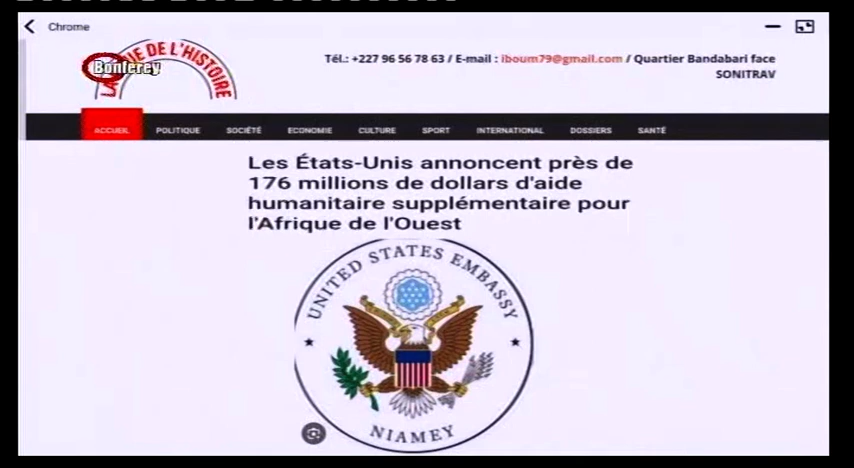 Chrome
Bonferey
DE L'HISTOIRE
Tél.: +227 96 56 78 63 / E-mail : iboum79@gmail.com / Quartier Bandabari face
SONITRAV
ACCUEIL POLITIQUE SOCIÉTÉ ECONOMIE CULTURE SPORT INTERNATIONAL DOSSIERS SANTÉ
Les États-Unis annoncent près de
176 millions de dollars d'aide
humanitaire supplémentaire pour
l'Afrique de l'Ouest
UNITED STATES EMBASSY
NIAMEY